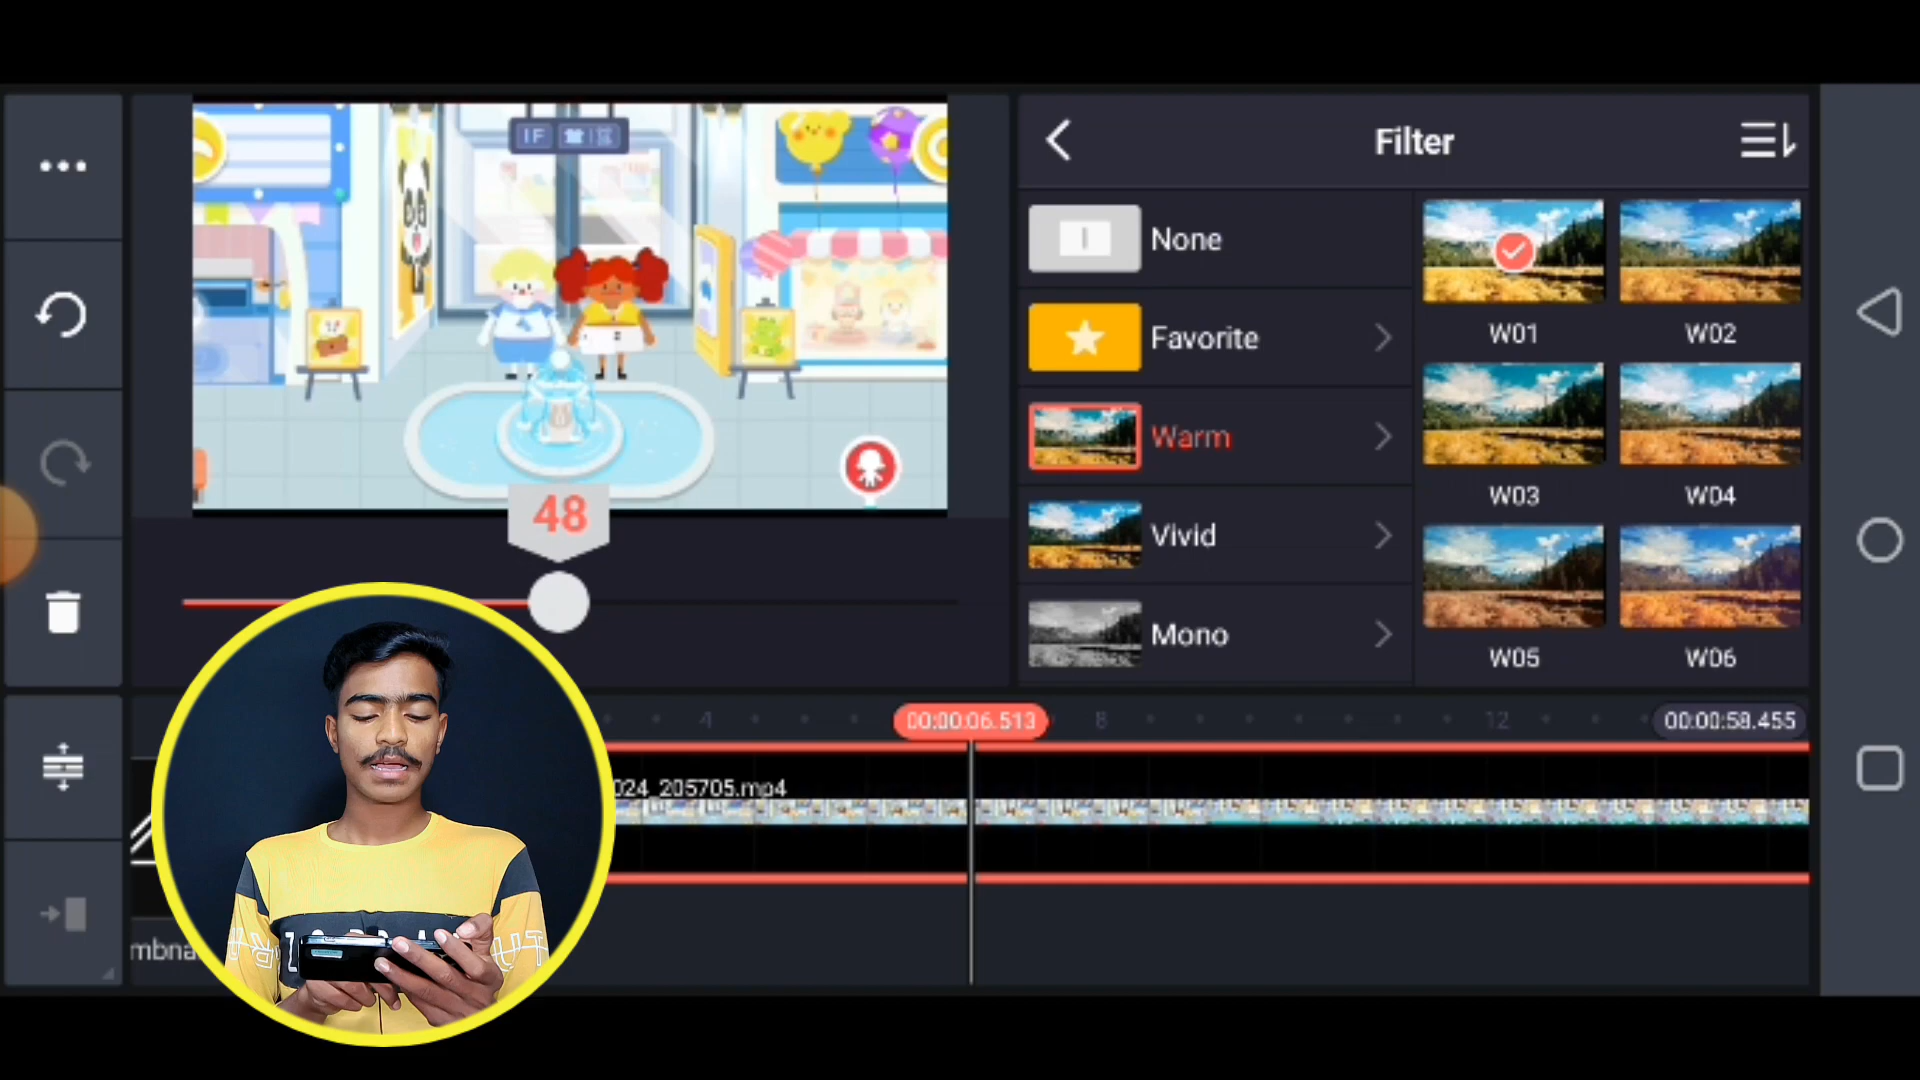 1F
Filter
None
Favorite
Warm
Vivid
Mono
W01
W02
W03
W04
W05
W06
48
4
00:00:06.513
8
12
00:00:58.455
024_205705.mp4